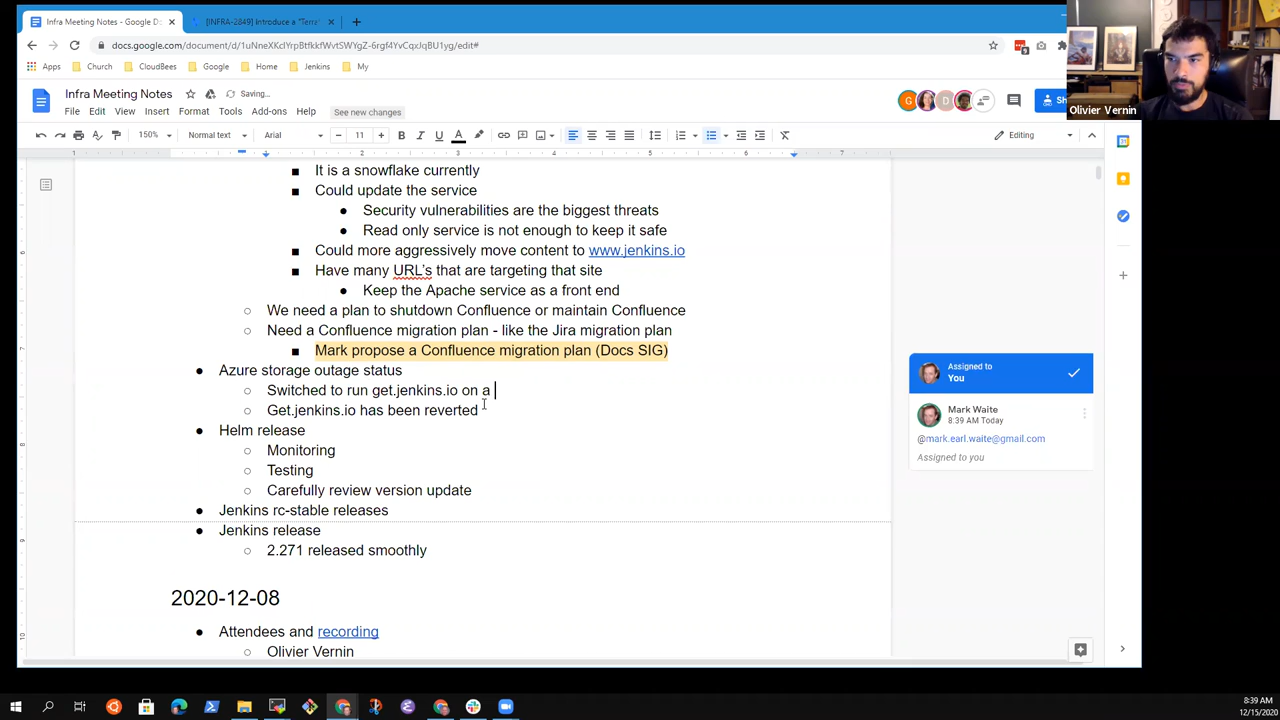 Infra Meeting Notes - Google Do
[INFRA-2849] Introduce a "Terra
docs.google.com/document/d/1uNneXKclYrpBtfkkfWvtSWYgZ-6rgf4YvCqxJqBU1yg/edit#
Apps
Church
CloudBees
Google
Home
Jenkins
My
Olivier Vernin
Infra Meeting Notes
Saving...
File Edit View Insert Format Tools Add-ons Help
See new changes
Sh
150%
Normal text
Arial
11
Editing
It is a snowflake currently
Could update the service
Security vulnerabilities are the biggest threats
Read only service is not enough to keep it safe
Could more aggressively move content to www.jenkins.io
Have many URL's that are targeting that site
Keep the Apache service as a front end
We need a plan to shutdown Confluence or maintain Confluence
Need a Confluence migration plan - like the Jira migration plan
Mark propose a Confluence migration plan (Docs SIG)
Azure storage outage status
Switched to run get.jenkins.io on a
Get.jenkins.io has been reverted
Helm release
Monitoring
Testing
Carefully review version update
Jenkins rc-stable releases
Jenkins release
2.271 released smoothly
2020-12-08
Attendees and recording
Olivier Vernin
Assigned to
You
Mark Waite
8:39 AM Today
@mark.earl.waite@gmail.com
Assigned to you
8:39 AM
12/15/2020